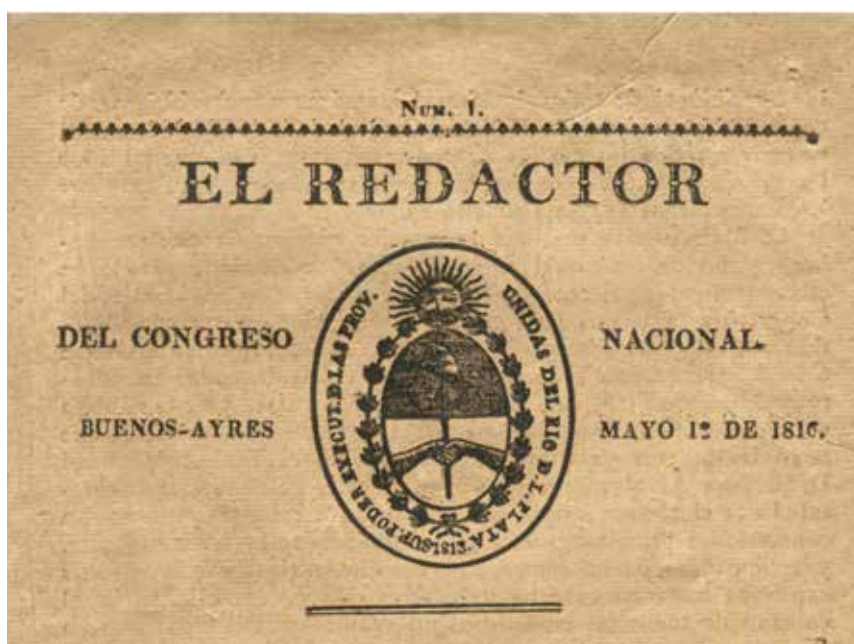 Num. 1.
EL REDACTOR
DEL CONGRESO NACIONAL.
BUENOS-AYRES MAYO 1º DE 1816.
SUP. PODER EXECUT. D. LAS PROV. UNIDAS DEL RIO D. L. PLATA 1813.